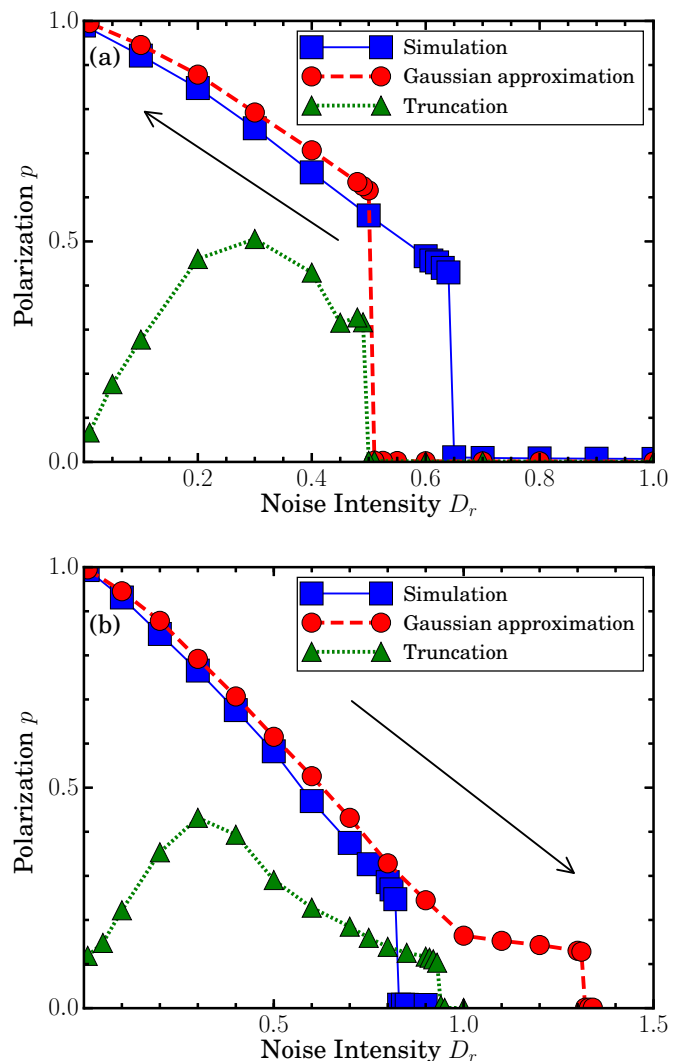 1.0
(a)
Simulation
Gaussian approximation
Truncation
Polarization p
0.5
0.0
0.2
0.4
0.6
0.8
1.0
Noise Intensity D_r
1.0
(b)
Simulation
Gaussian approximation
Truncation
Polarization p
0.5
0.0
0.5
1.0
1.5
Noise Intensity D_r